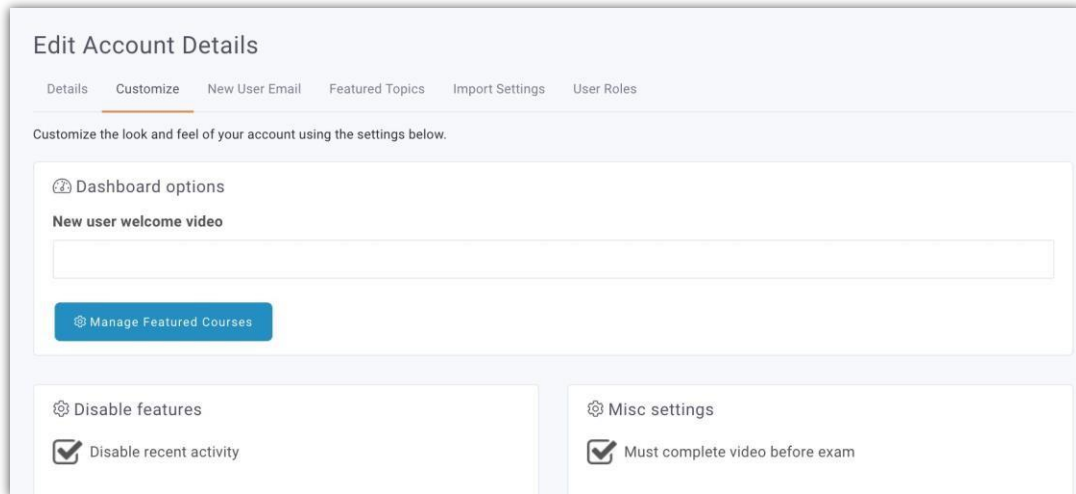 Edit Account Details
Details Customize New User Email Featured Topics Import Settings User Roles
Customize the look and feel of your account using the settings below.
Dashboard options
New user welcome video
Manage Featured Courses
Disable features
Disable recent activity
Misc settings
Must complete video before exam